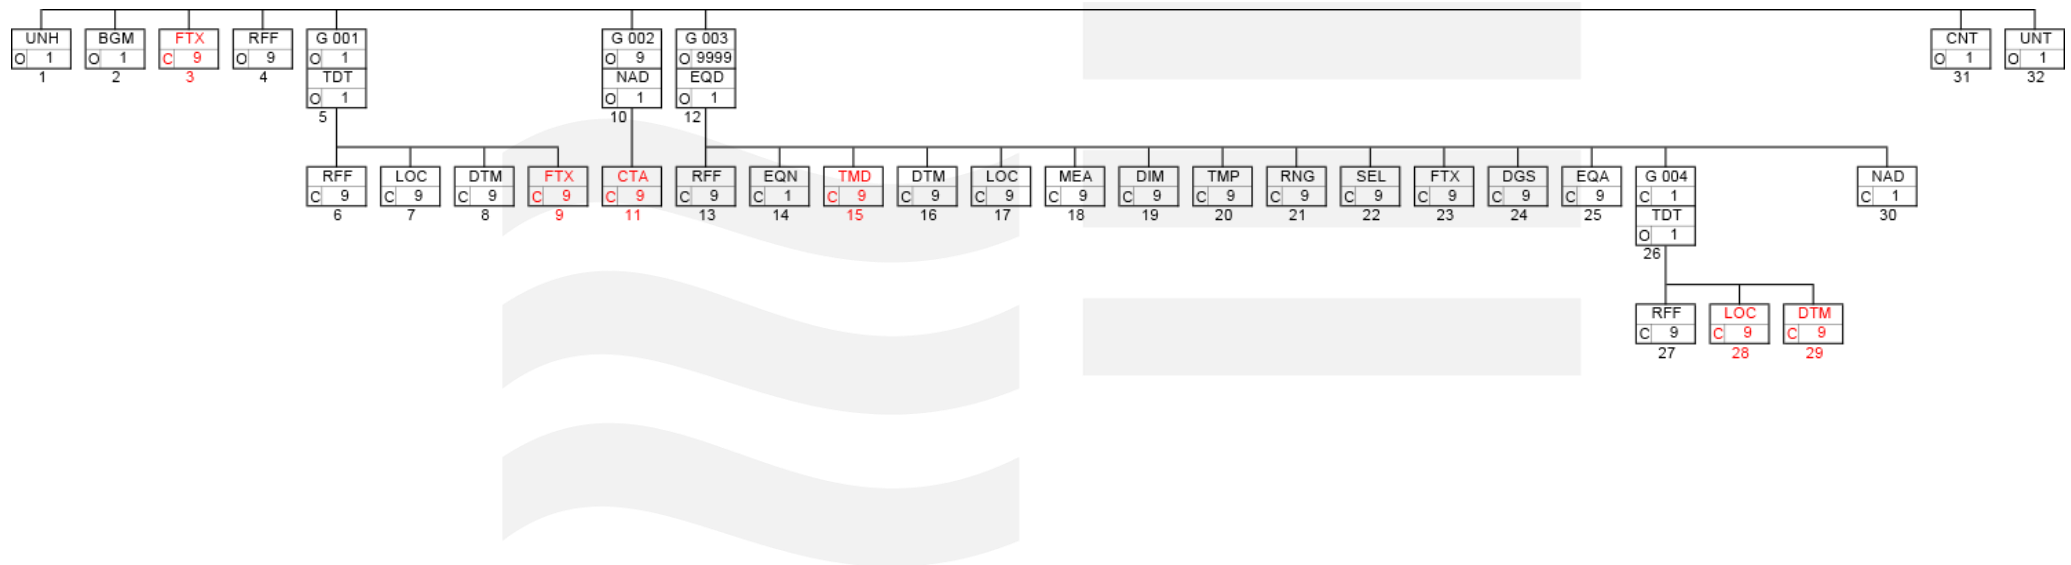 UNH BGM FTX RFF G 001 G 002 G 003 CNT UNT
O 1 O 1 C 9 O 9 O 1 O 9 O 9999 O 1 O 1
1 2 3 4 TDT NAD EQD 31 32
O 1 O 1 O 1
5 10 12
RFF LOC DTM FTX CTA RFF EQN TMD DTM LOC MEA DIM TMP RNG SEL FTX DGS EQA G 004 NAD
C 9 C 9 C 9 C 9 C 9 C 9 C 1 C 9 C 9 C 9 C 9 C 9 C 9 C 9 C 9 C 9 C 9 C 9 C 1 C 1
6 7 8 9 11 13 14 15 16 17 18 19 20 21 22 23 24 25 TDT 30
O 1
26
RFF LOC DTM
C 9 C 9 C 9
27 28 29